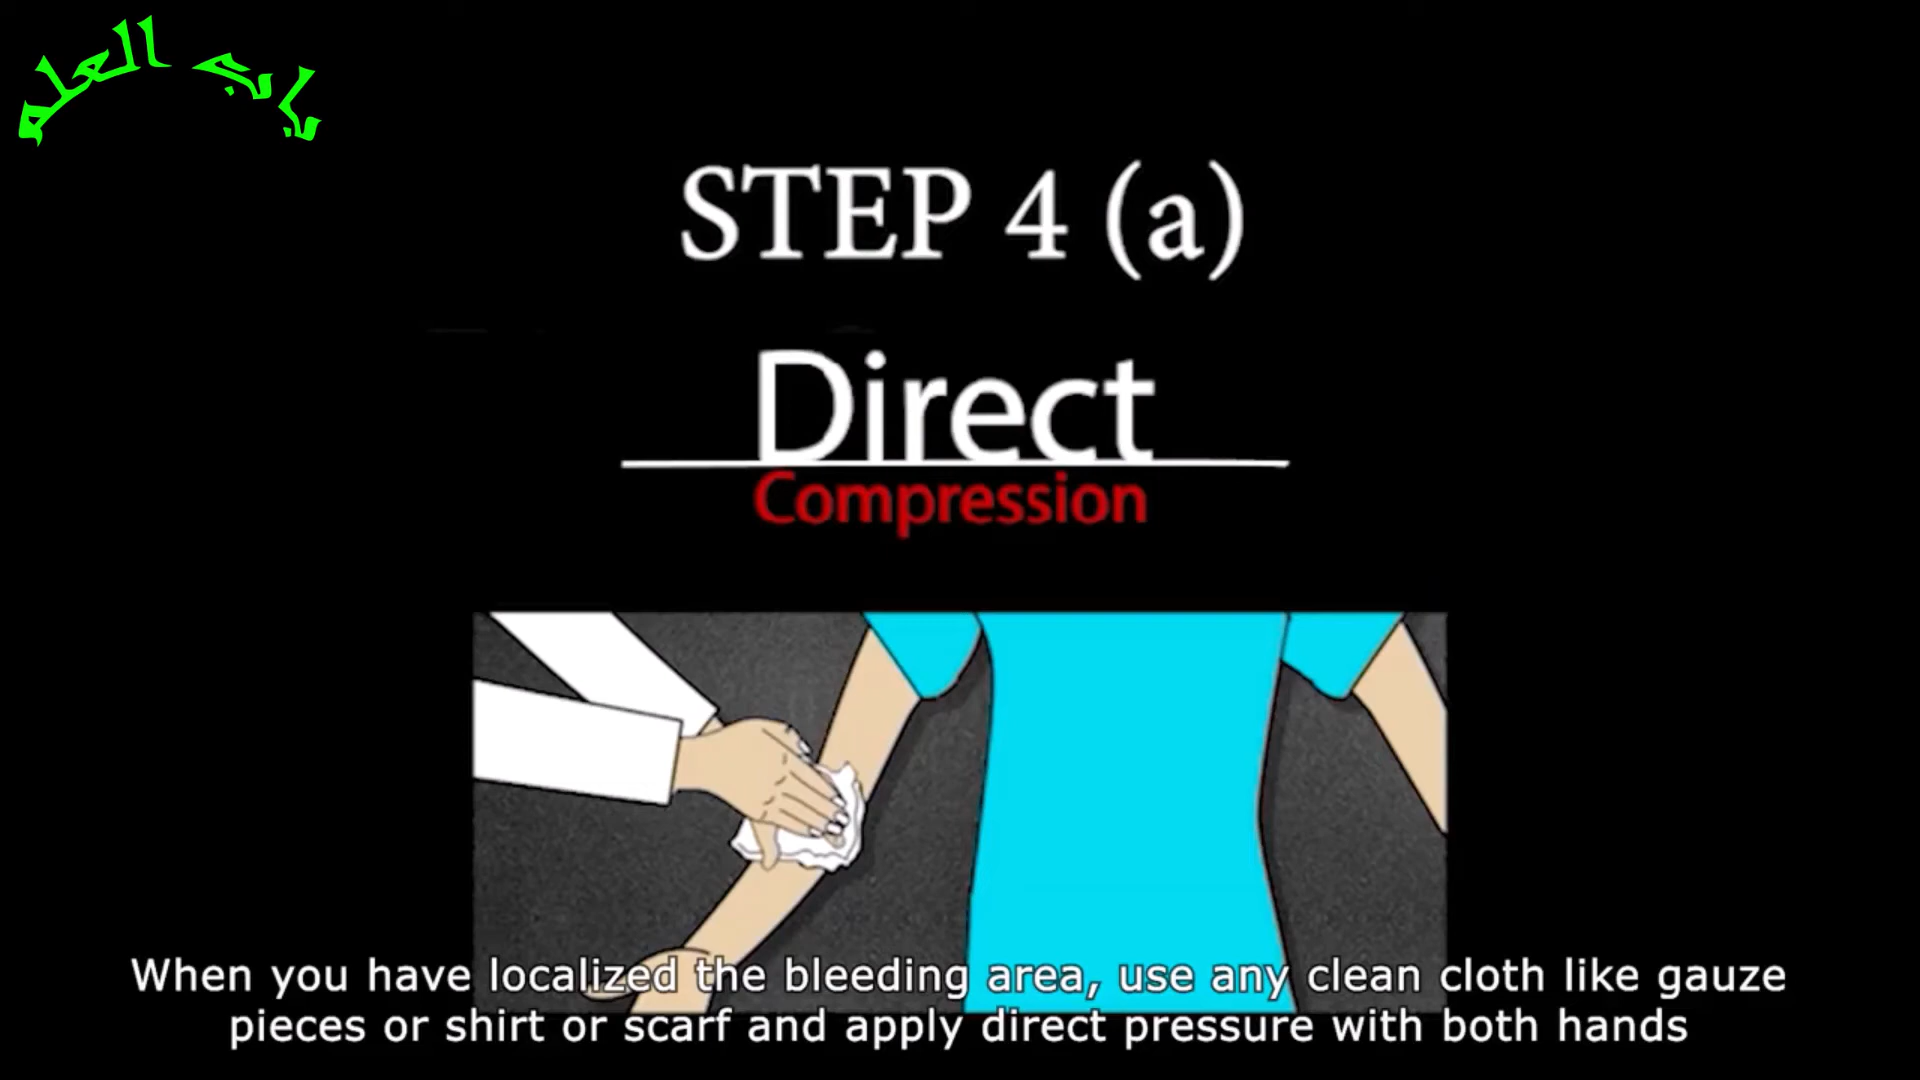 باب العلم
STEP 4 (a)
Direct
Compression
When you have localized the bleeding area, use any clean cloth like gauze
pieces or shirt or scarf and apply direct pressure with both hands